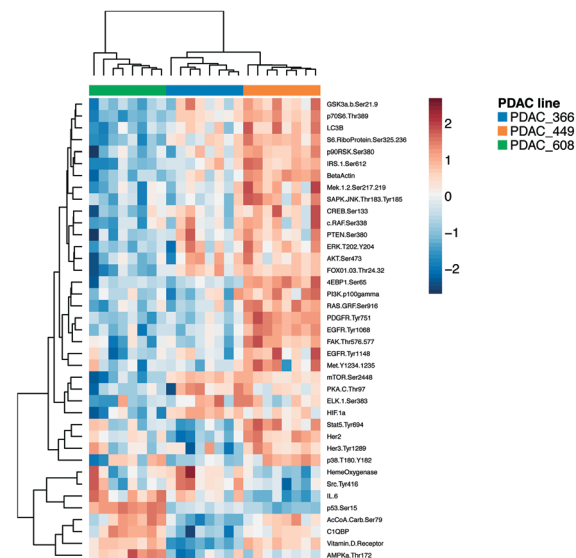 GSK3a.b.Ser21.9
p70S6.Thr389
LC3B
S6.RiboProtein.Ser325.236
p90RSK.Ser380
IRS.1.Ser612
BetaActin
Mek.1.2.Ser217.219
SAPK.JNK.Thr183.Tyr185
CREB.Ser133
c.RAF.Ser338
PTEN.Ser380
ERK.T202.Y204
AKT.Ser473
FOX01.03.Thr24.32
4EBP1.Ser65
PI3K.p100gamma
RAS.GRF.Ser916
PDGFR.Tyr751
EGFR.Tyr1068
FAK.Thr576.577
EGFR.Tyr1148
Met.Y1234.1235
mTOR.Ser2448
PKA.C.Thr97
ELK.1.Ser383
HIF.1a
Stat5.Tyr694
Her2
Her3.Tyr1289
p38.T180.Y182
HemeOxygenase
Src.Tyr416
IL.6
p53.Ser15
AcCoA.Carb.Ser79
C1QBP
Vitamin.D.Receptor
AMPKa.Thr172
2
1
0
−1
−2
PDAC line
PDAC_366
PDAC_449
PDAC_608